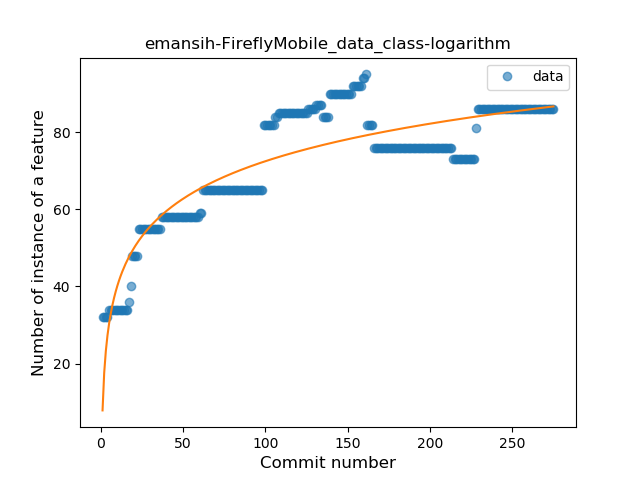 emansih-FireflyMobile_data_class-logarithm
data
Number of instance of a feature
80
60
40
20
0
50
100
150
200
250
Commit number